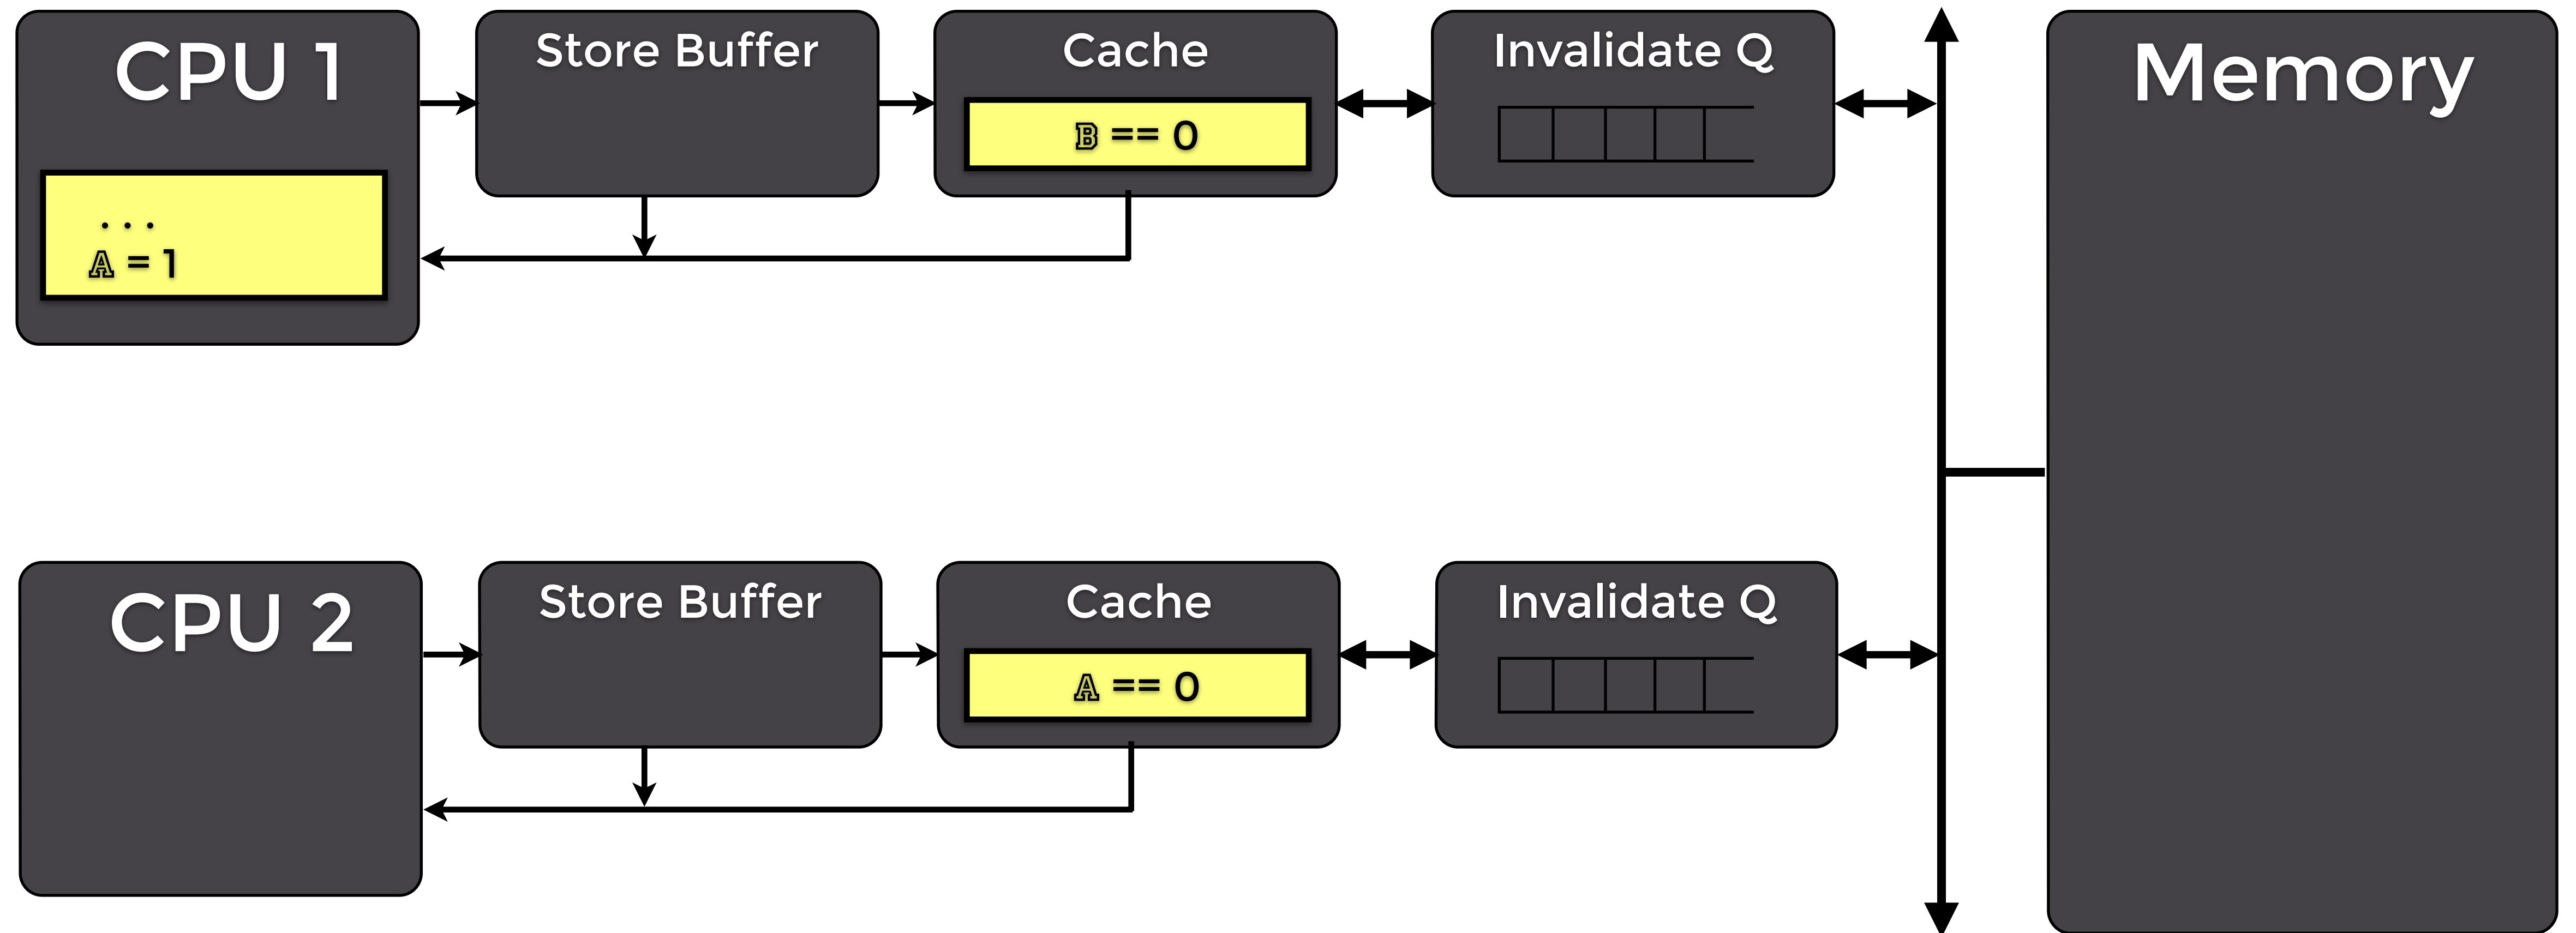 CPU 1
Store Buffer
Cache
Invalidate Q
Memory
B == 0
...
A = 1
CPU 2
Store Buffer
Cache
Invalidate Q
A == 0